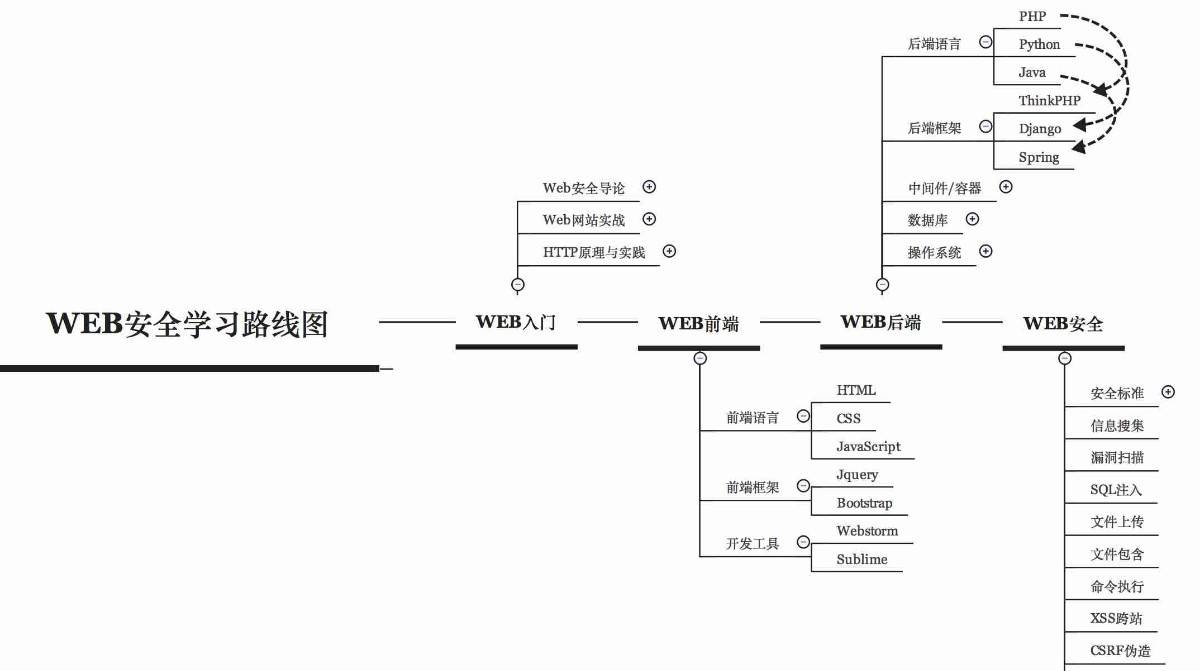 WEB安全学习路线图
WEB入门
Web安全导论
Web网站实战
HTTP原理与实践
WEB前端
前端语言
HTML
CSS
JavaScript
前端框架
Jquery
Bootstrap
开发工具
Webstorm
Sublime
WEB后端
后端语言
PHP
Python
Java
后端框架
ThinkPHP
Django
Spring
中间件/容器
数据库
操作系统
WEB安全
安全标准
信息搜集
漏洞扫描
SQL注入
文件上传
文件包含
命令执行
XSS跨站
CSRF伪造